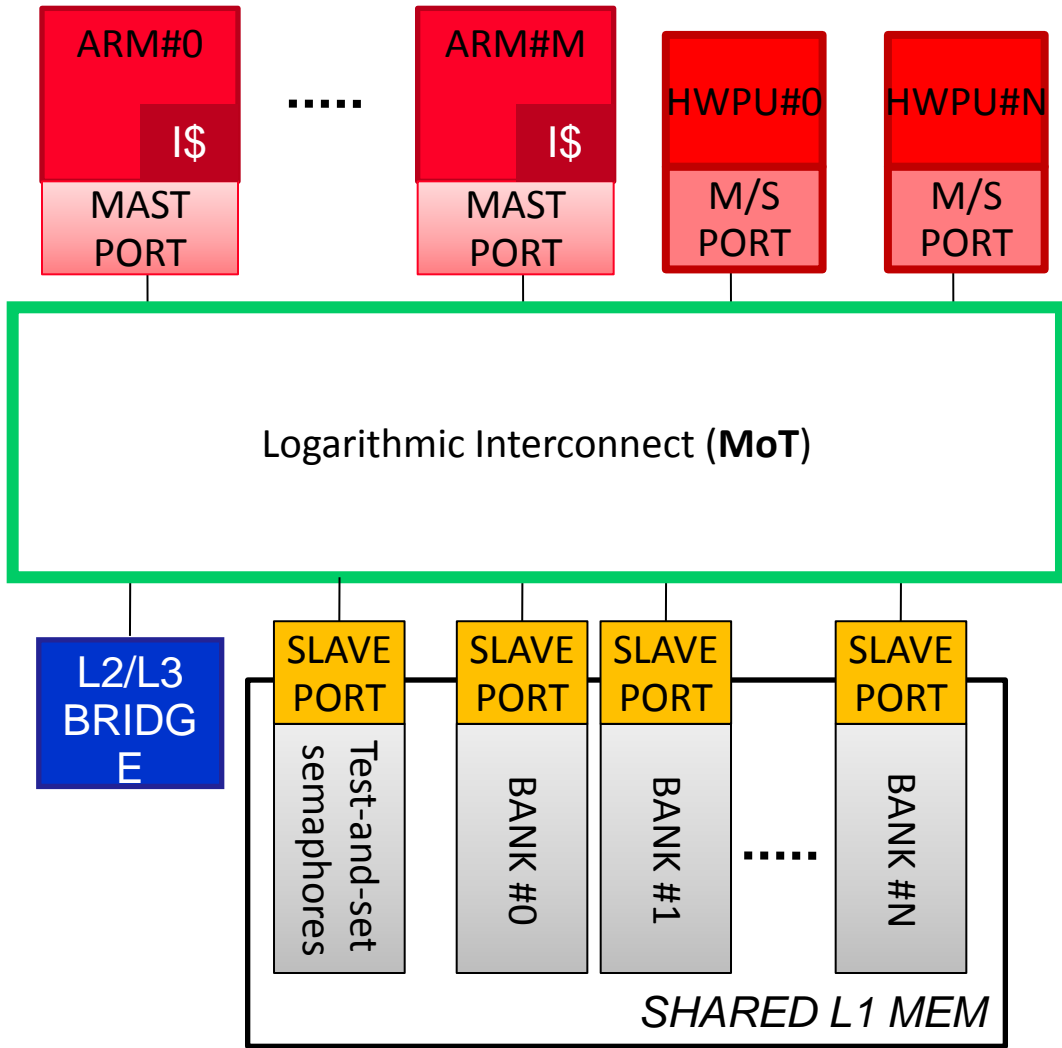 ARM#0
ARM#M
HWPU#0
HWPU#N
I$
I$
MAST
PORT
MAST
PORT
M/S
PORT
M/S
PORT
Logarithmic Interconnect (MoT)
L2/L3
BRIDG
E
SLAVE
PORT
SLAVE
PORT
SLAVE
PORT
SLAVE
PORT
Test-and-set
semaphores
BANK #0
BANK #1
BANK #N
SHARED L1 MEM